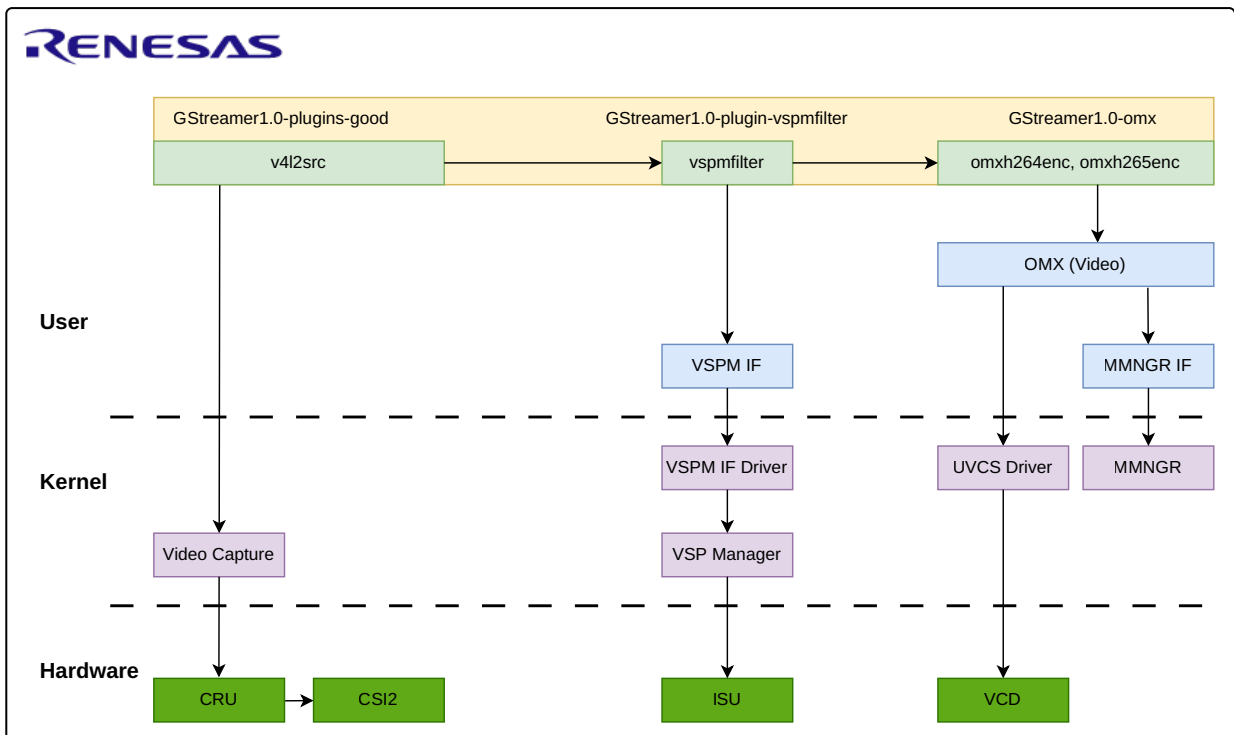 RENESAS
GStreamer1.0-plugins-good
GStreamer1.0-plugin-vspmfilter
GStreamer1.0-omx
v4l2src
vspmfilter
omxh264enc, omxh265enc
OMX (Video)
User
VSPM IF
MMNGR IF
Kernel
VSPM IF Driver
UVCS Driver
MMNGR
Video Capture
VSP Manager
Hardware
CRU
CSI2
ISU
VCD